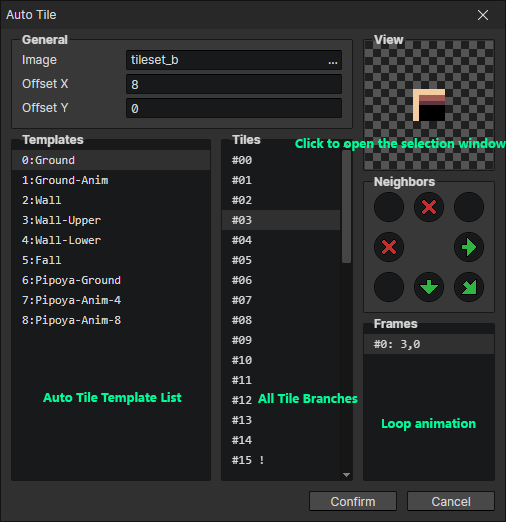 Auto Tile
General
Image
tileset_b
...
Offset X
8
Offset Y
0
View
Click to open the selection window
Templates
0:Ground
1:Ground-Anim
2:Wall
3:Wall-Upper
4:Wall-Lower
5:Fall
6:Pipoya-Ground
7:Pipoya-Anim-4
8:Pipoya-Anim-8
Auto Tile Template List
Tiles
#00
#01
#02
#03
#04
#05
#06
#07
#08
#09
#10
#11
#12
#13
#14
#15 !
All Tile Branches
Neighbors
Frames
#0: 3,0
Loop animation
Confirm
Cancel